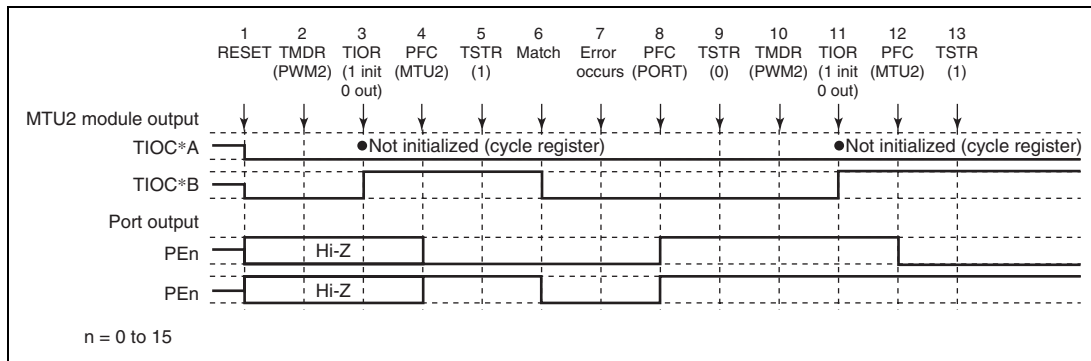 1 2 3 4 5 6 7 8 9 10 11 12 13
RESET TMDR TIOR PFC TSTR Match Error PFC TSTR TMDR TIOR PFC TSTR
(PWM2) (1 init (MTU2) (1) occurs (PORT) (0) (PWM2) (1 init (MTU2) (1)
0 out) 0 out)
MTU2 module output
TIOC*A ●Not initialized (cycle register) ●Not initialized (cycle register)
TIOC*B
Port output
PEn Hi-Z
PEn Hi-Z
n = 0 to 15